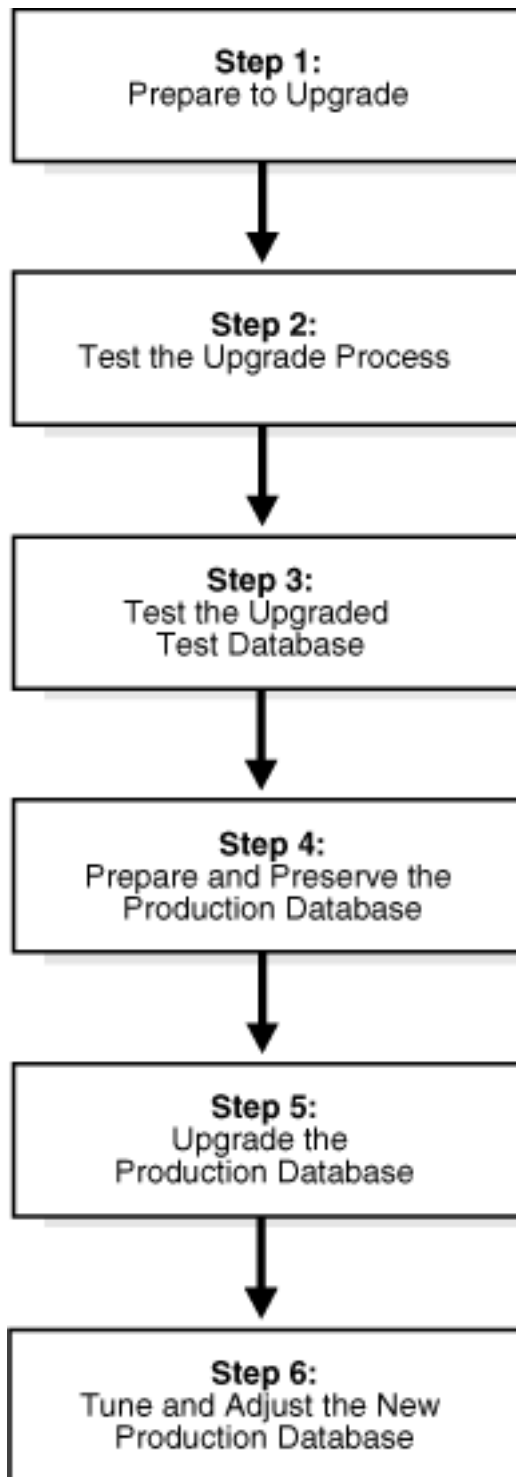 Step 1:
Prepare to Upgrade
Step 2:
Test the Upgrade Process
Step 3:
Test the Upgraded
Test Database
Step 4:
Prepare and Preserve the
Production Database
Step 5:
Upgrade the
Production Database
Step 6:
Tune and Adjust the New
Production Database